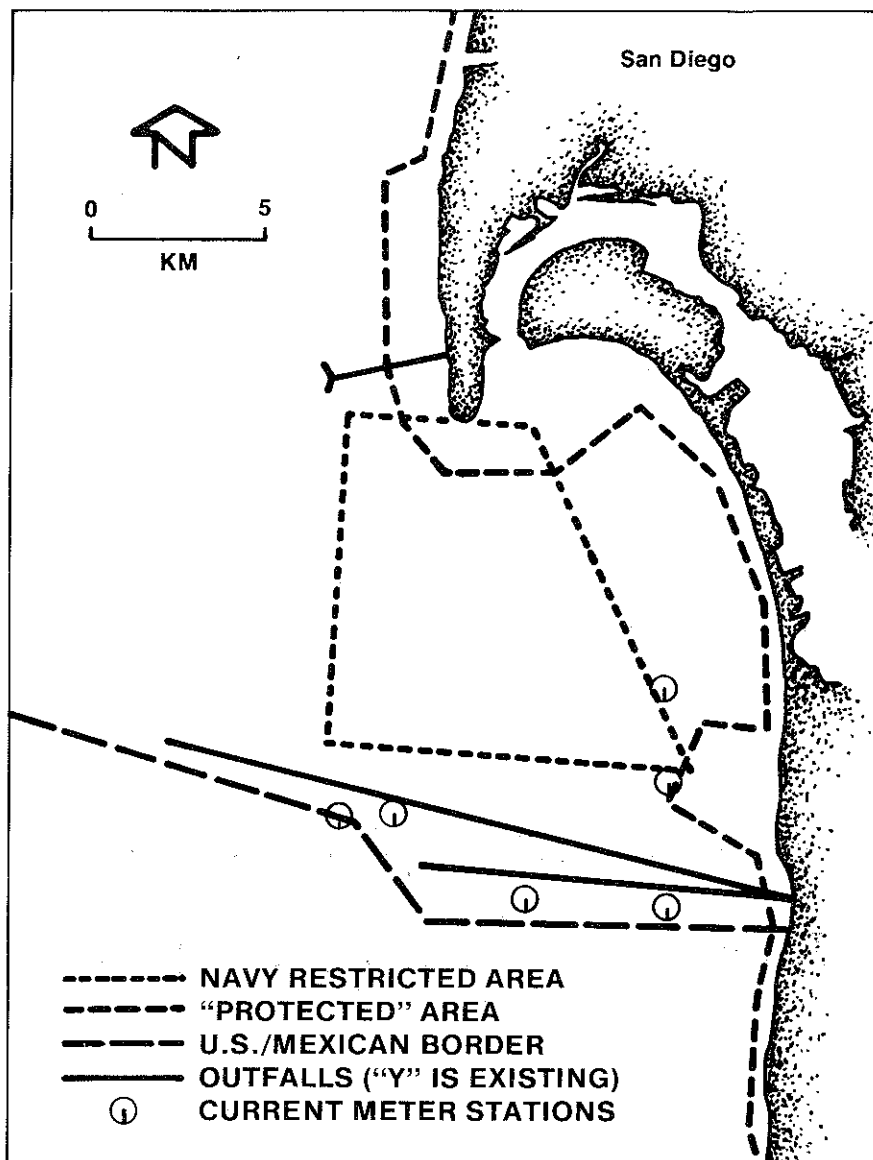 San Diego
N
0 5
KM
NAVY RESTRICTED AREA
"PROTECTED" AREA
U.S./MEXICAN BORDER
OUTFALLS ("Y" IS EXISTING)
CURRENT METER STATIONS